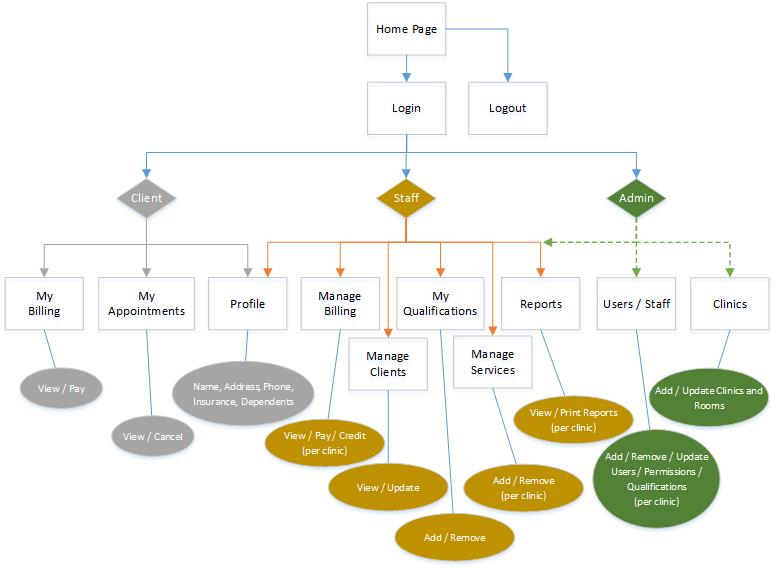 Home Page
Login
Logout
Client
Staff
Admin
My
Billing
My
Appointments
Profile
Manage
Billing
My
Qualifications
Reports
Users / Staff
Clinics
Manage
Clients
Manage
Services
View / Pay
Name, Address, Phone,
Insurance, Dependents
Add / Update Clinics and
Rooms
View / Print Reports
(per clinic)
View / Cancel
View / Pay / Credit
(per clinic)
Add / Remove / Update
Users / Permissions /
Qualifications
(per clinic)
View / Update
Add / Remove
(per clinic)
Add / Remove